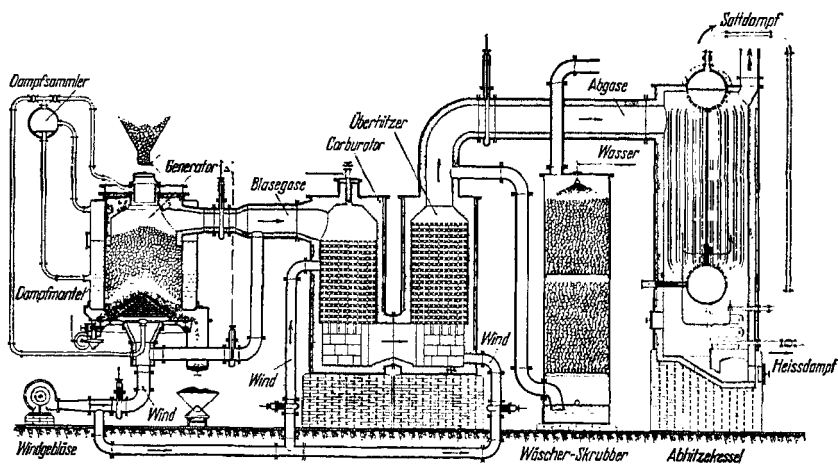 Sattdampf
Dampfsammler
Abgase
Überhitzer
Carburator
Generator
Wasser
Blasegase
Dampfmantel
Wind
Wind
Heissdampf
Wind
Windgebläse
Wäscher-Skrubber
Abhitzekessel